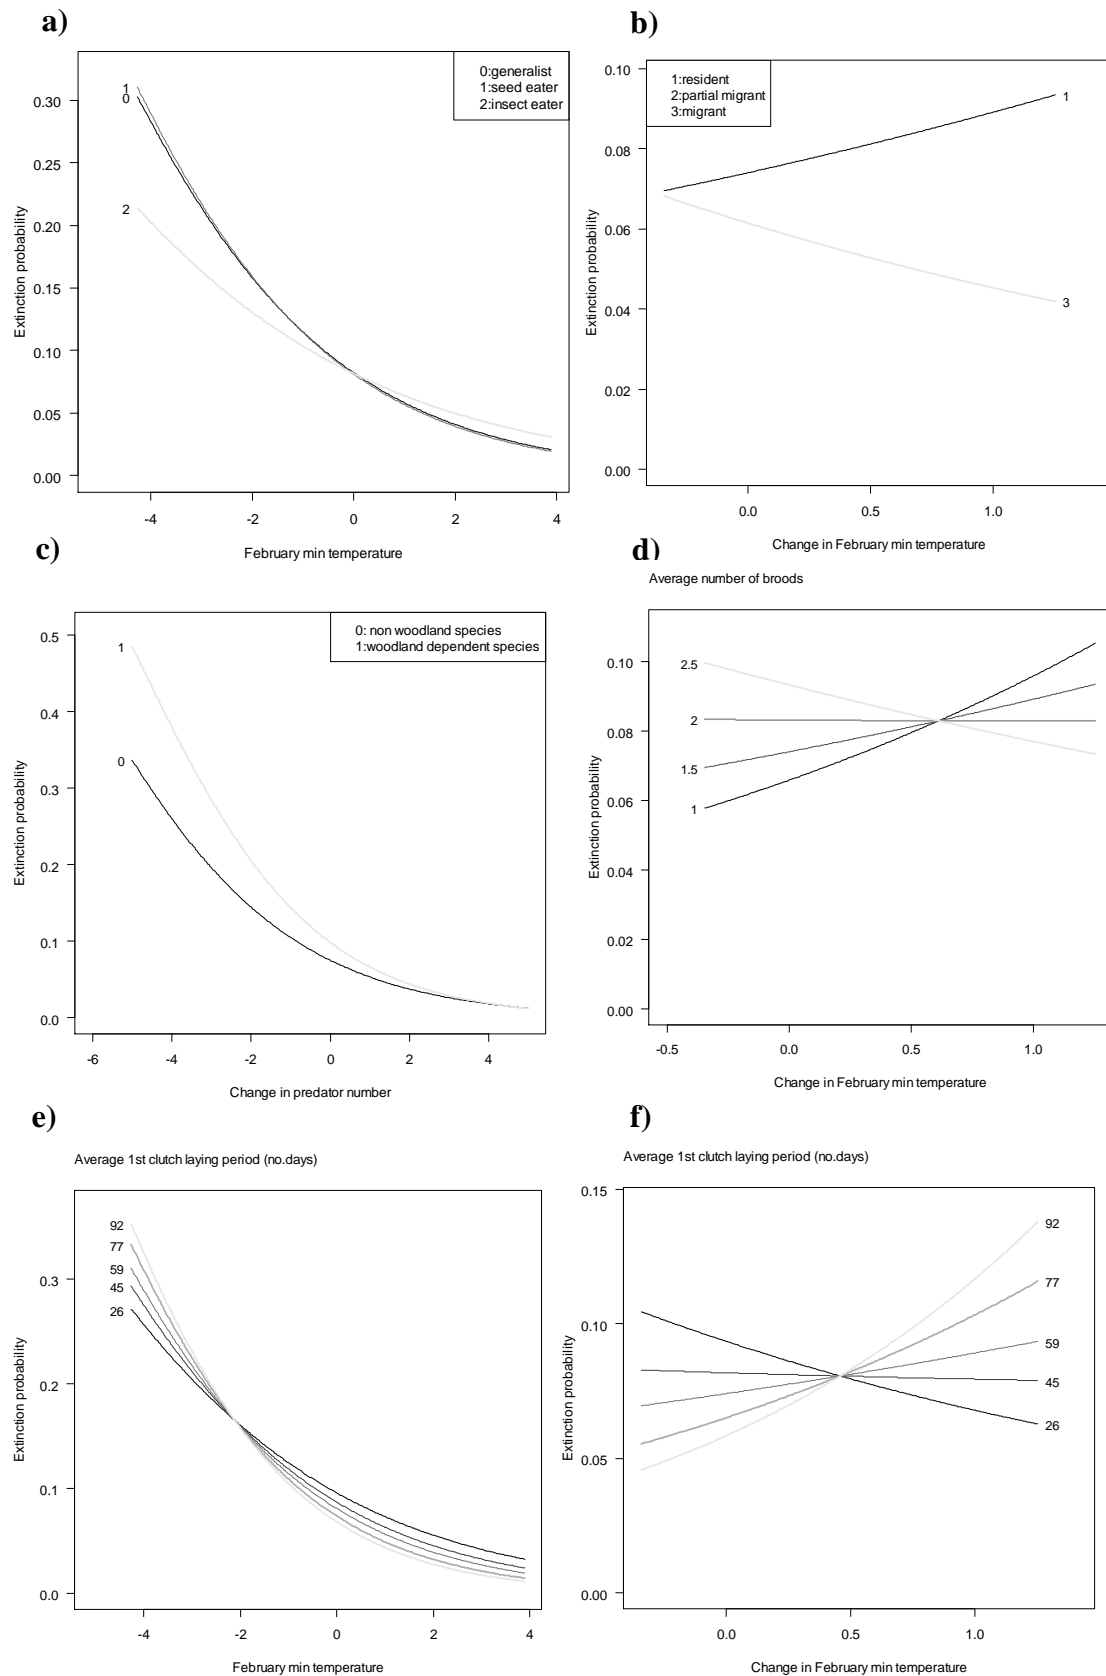 a)
0:generalist
1:seed eater
2:insect eater
1
0
2
0.30
0.25
0.20
0.15
0.10
0.05
0.00
Extinction probability
-4 -2 0 2 4
February min temperature
b)
1:resident
2:partial migrant
3:migrant
1
3
0.10
0.08
0.06
0.04
0.02
0.00
Extinction probability
0.0 0.5 1.0
Change in February min temperature
c)
0: non woodland species
1:woodland dependent species
1
0
0.5
0.4
0.3
0.2
0.1
0.0
Extinction probability
-6 -4 -2 0 2 4
Change in predator number
d)
Average number of broods
2.5
2
1.5
1
0.10
0.08
0.06
0.04
0.02
0.00
Extinction probability
-0.5 0.0 0.5 1.0
Change in February min temperature
e)
Average 1st clutch laying period (no.days)
92
77
59
45
26
0.3
0.2
0.1
0.0
Extinction probability
-4 -2 0 2 4
February min temperature
f)
Average 1st clutch laying period (no.days)
92
77
59
45
26
0.15
0.10
0.05
0.00
Extinction probability
0.0 0.5 1.0
Change in February min temperature